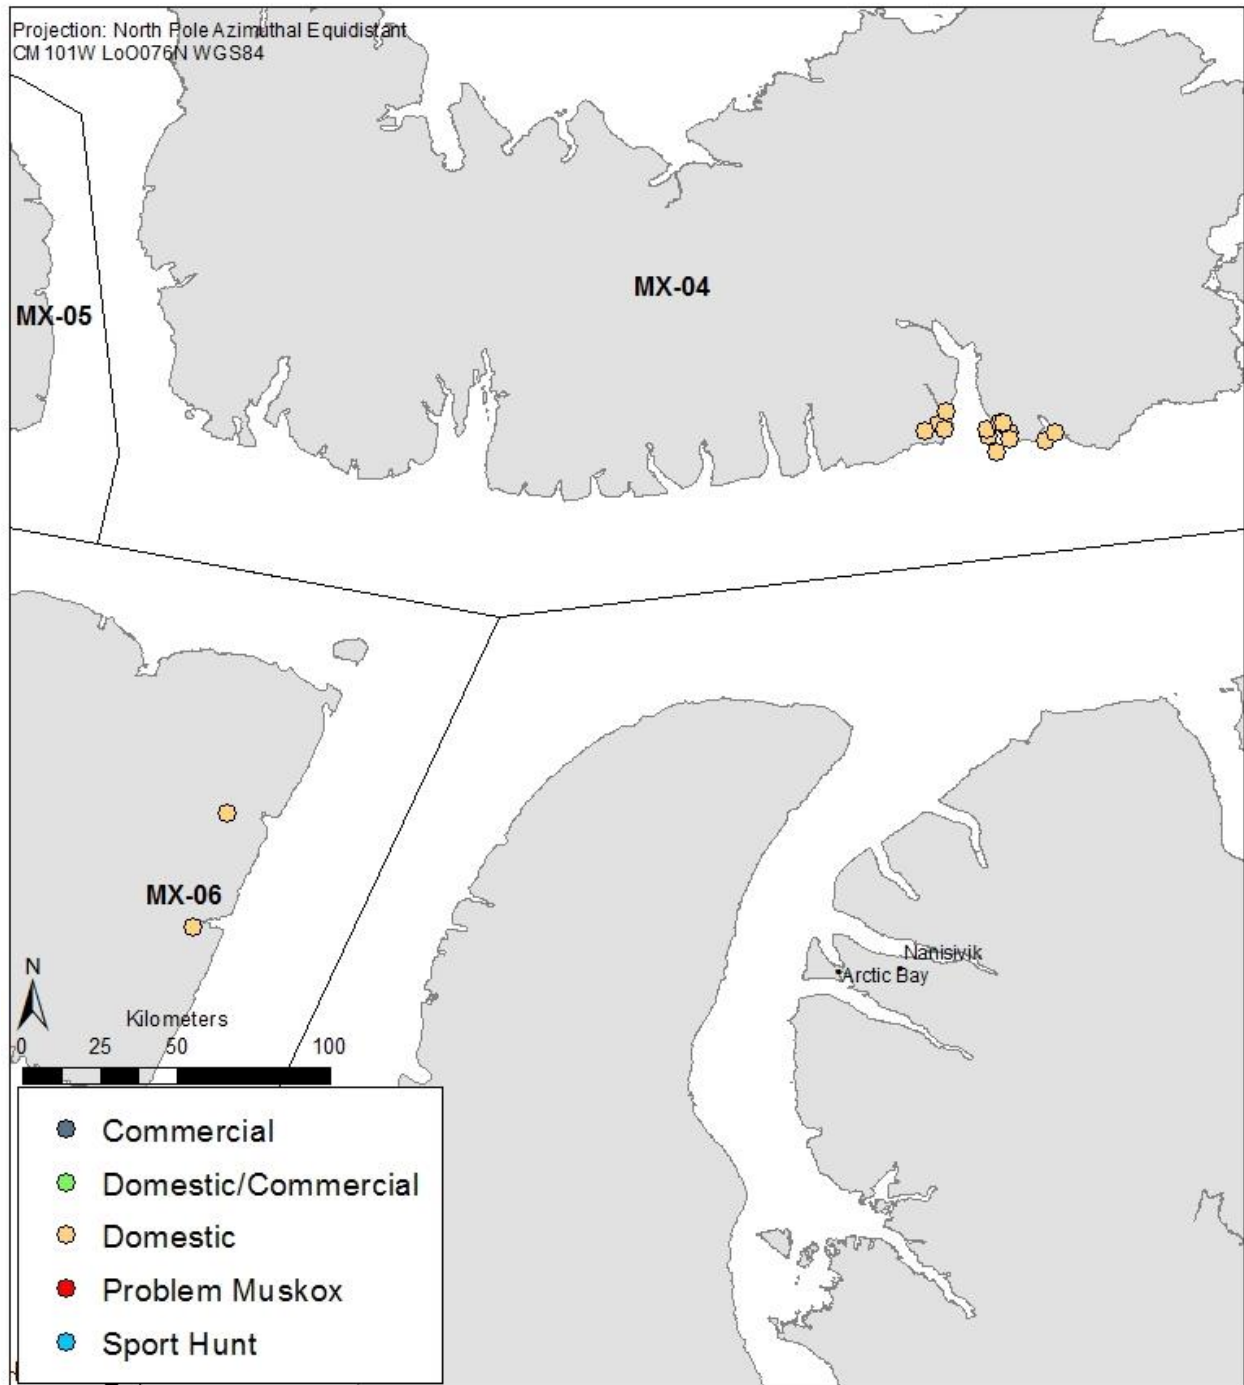 Projection: North Pole Azimuthal Equidistant
CM 101W LoO076N WGS84
MX-04
MX-05
MX-06
Nanisivik
Arctic Bay
N
Kilometers
0 25 50 100
Commercial
Domestic/Commercial
Domestic
Problem Muskox
Sport Hunt